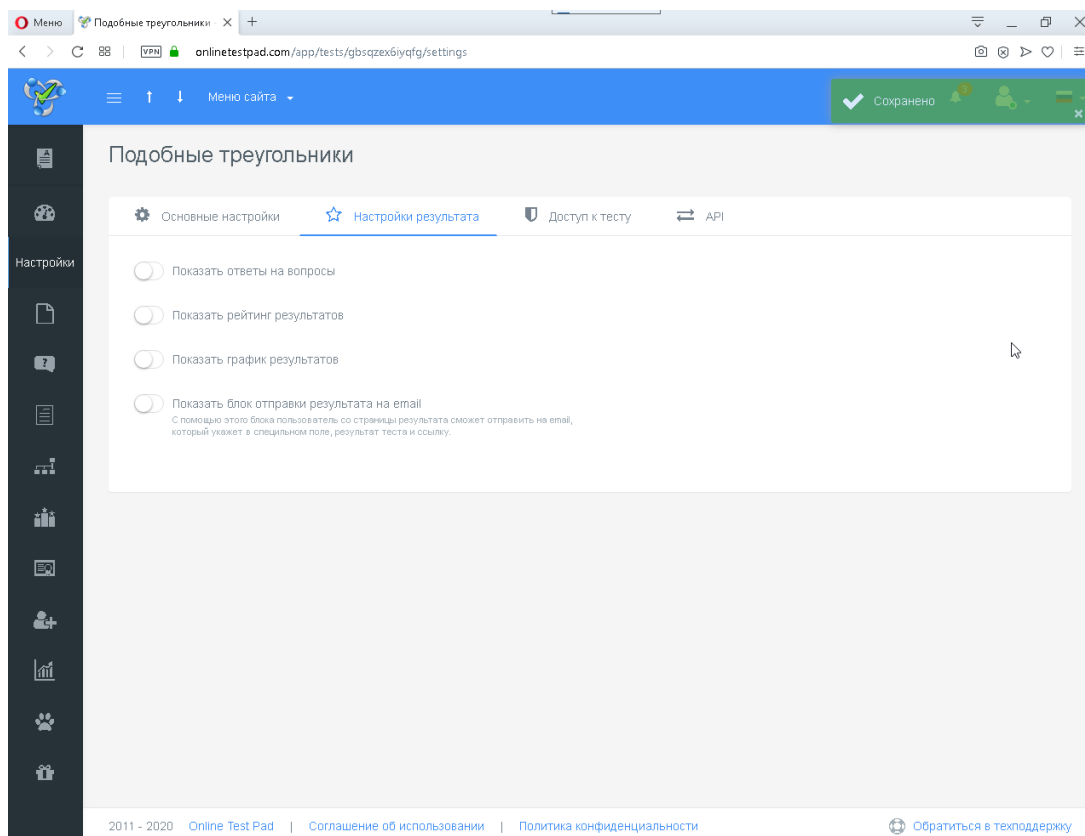 Меню
Подобные треугольники
VPN
onlinetestpad.com/app/tests/gbsqzex6iyqfg/settings
Меню сайта
Сохранено
Подобные треугольники
Основные настройки
Настройки результата
Доступ к тесту
API
Настройки
Показать ответы на вопросы
Показать рейтинг результатов
Показать график результатов
Показать блок отправки результата на email
С помощью этого блока пользователь со страницы результата сможет отправить на email,
который укажет в специльном поле, результат теста и ссылку.
2011 - 2020 Online Test Pad | Соглашение об использовании | Политика конфиденциальности
Обратиться в техподдержку